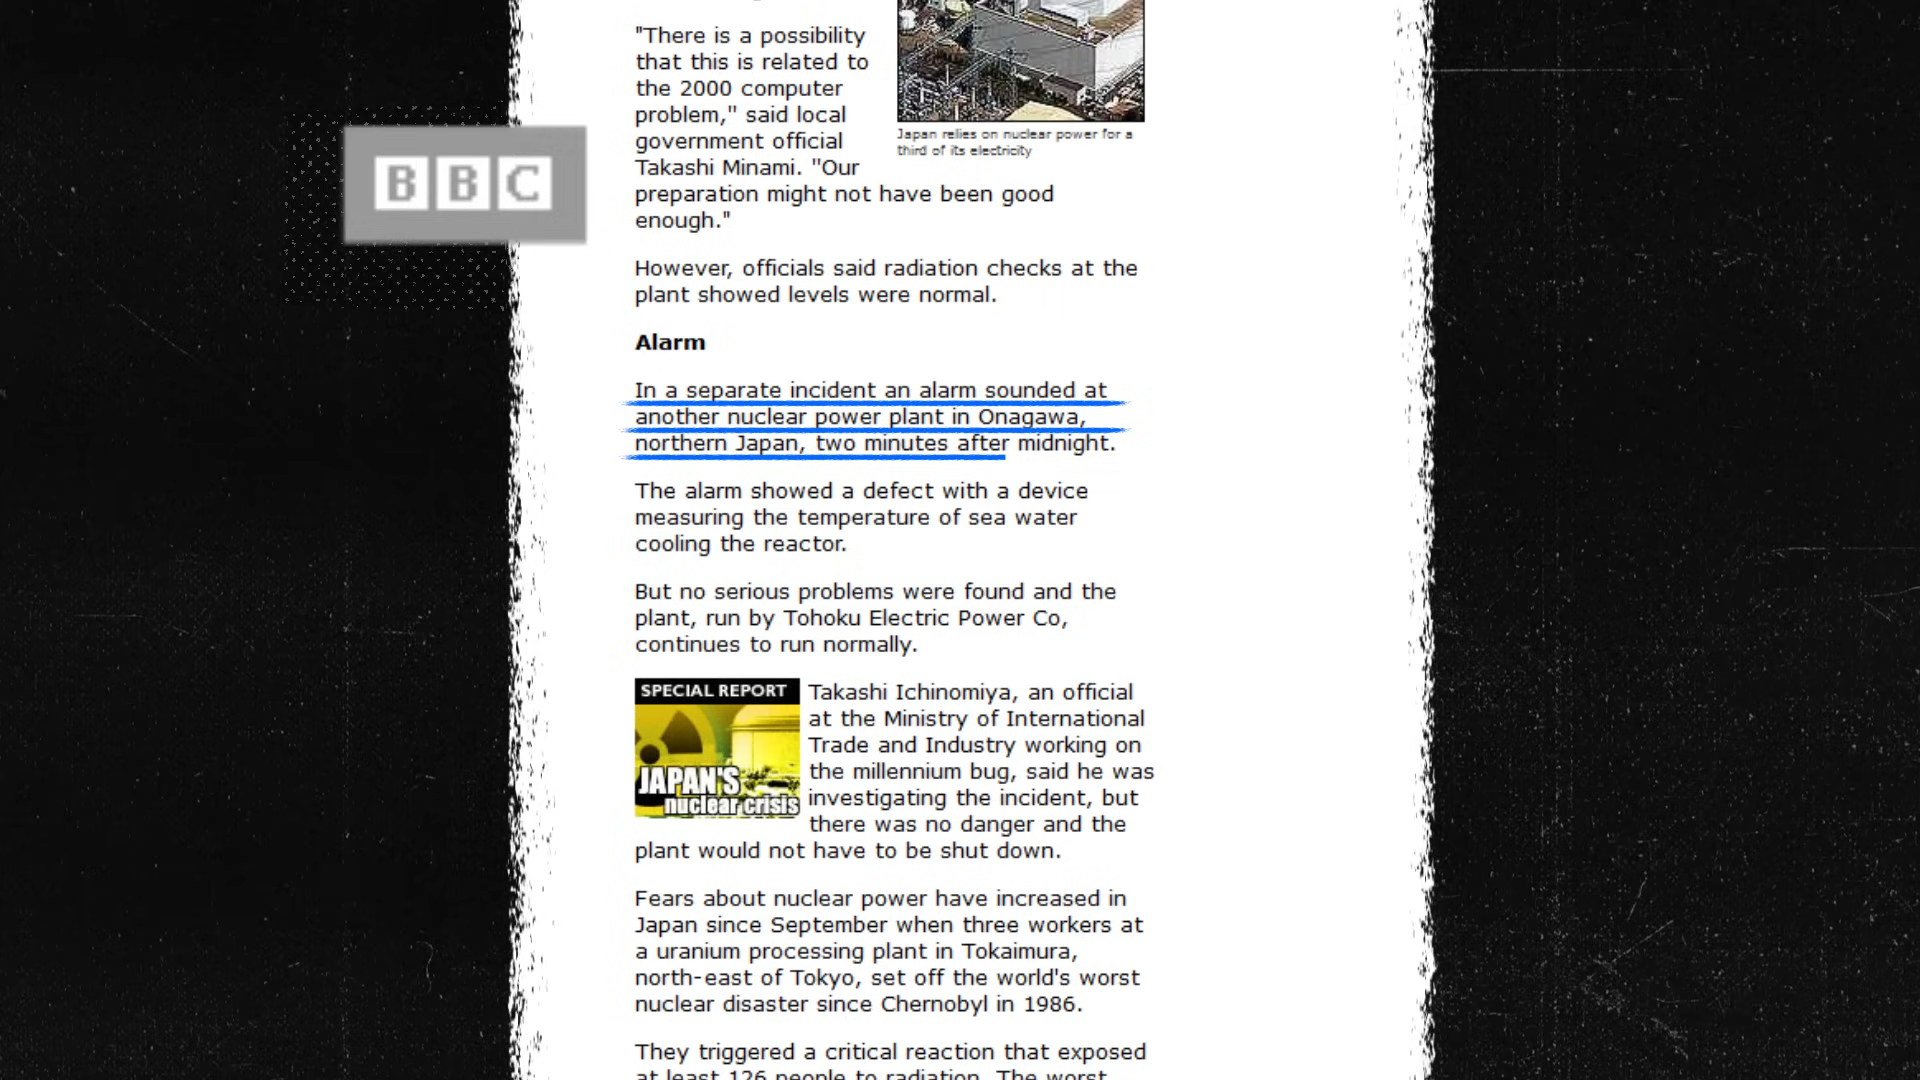 "There is a possibility
that this is related to
the 2000 computer
problem," said local
government official
Takashi Minami. "Our
preparation might not have been good
enough."
Japan relies on nuclear power for a
third of its electricity
BBC
However, officials said radiation checks at the
plant showed levels were normal.
Alarm
In a separate incident an alarm sounded at
another nuclear power plant in Onagawa,
northern Japan, two minutes after midnight.
The alarm showed a defect with a device
measuring the temperature of sea water
cooling the reactor.
But no serious problems were found and the
plant, run by Tohoku Electric Power Co,
continues to run normally.
SPECIAL REPORT
JAPAN'S
nuclear crisis
Takashi Ichinomiya, an official
at the Ministry of International
Trade and Industry working on
the millennium bug, said he was
investigating the incident, but
there was no danger and the
plant would not have to be shut down.
Fears about nuclear power have increased in
Japan since September when three workers at
a uranium processing plant in Tokaimura,
north-east of Tokyo, set off the world's worst
nuclear disaster since Chernobyl in 1986.
They triggered a critical reaction that exposed
at least 126 people to radiation. The worst